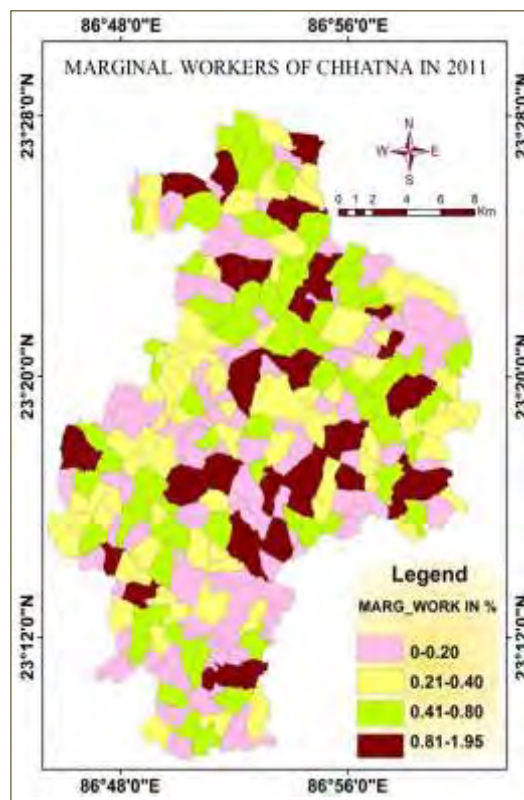 86°48'0"E 86°56'0"E
MARGINAL WORKERS OF CHHATNA IN 2011
23°28'0"N 23°28'0"N
N
W E
S
0 1 2 4 6 8
Km
23°20'0"N 23°20'0"N
Legend
MARG_WORK IN %
0-0.20
0.21-0.40
0.41-0.80
0.81-1.95
23°12'0"N 23°12'0"N
86°48'0"E 86°56'0"E